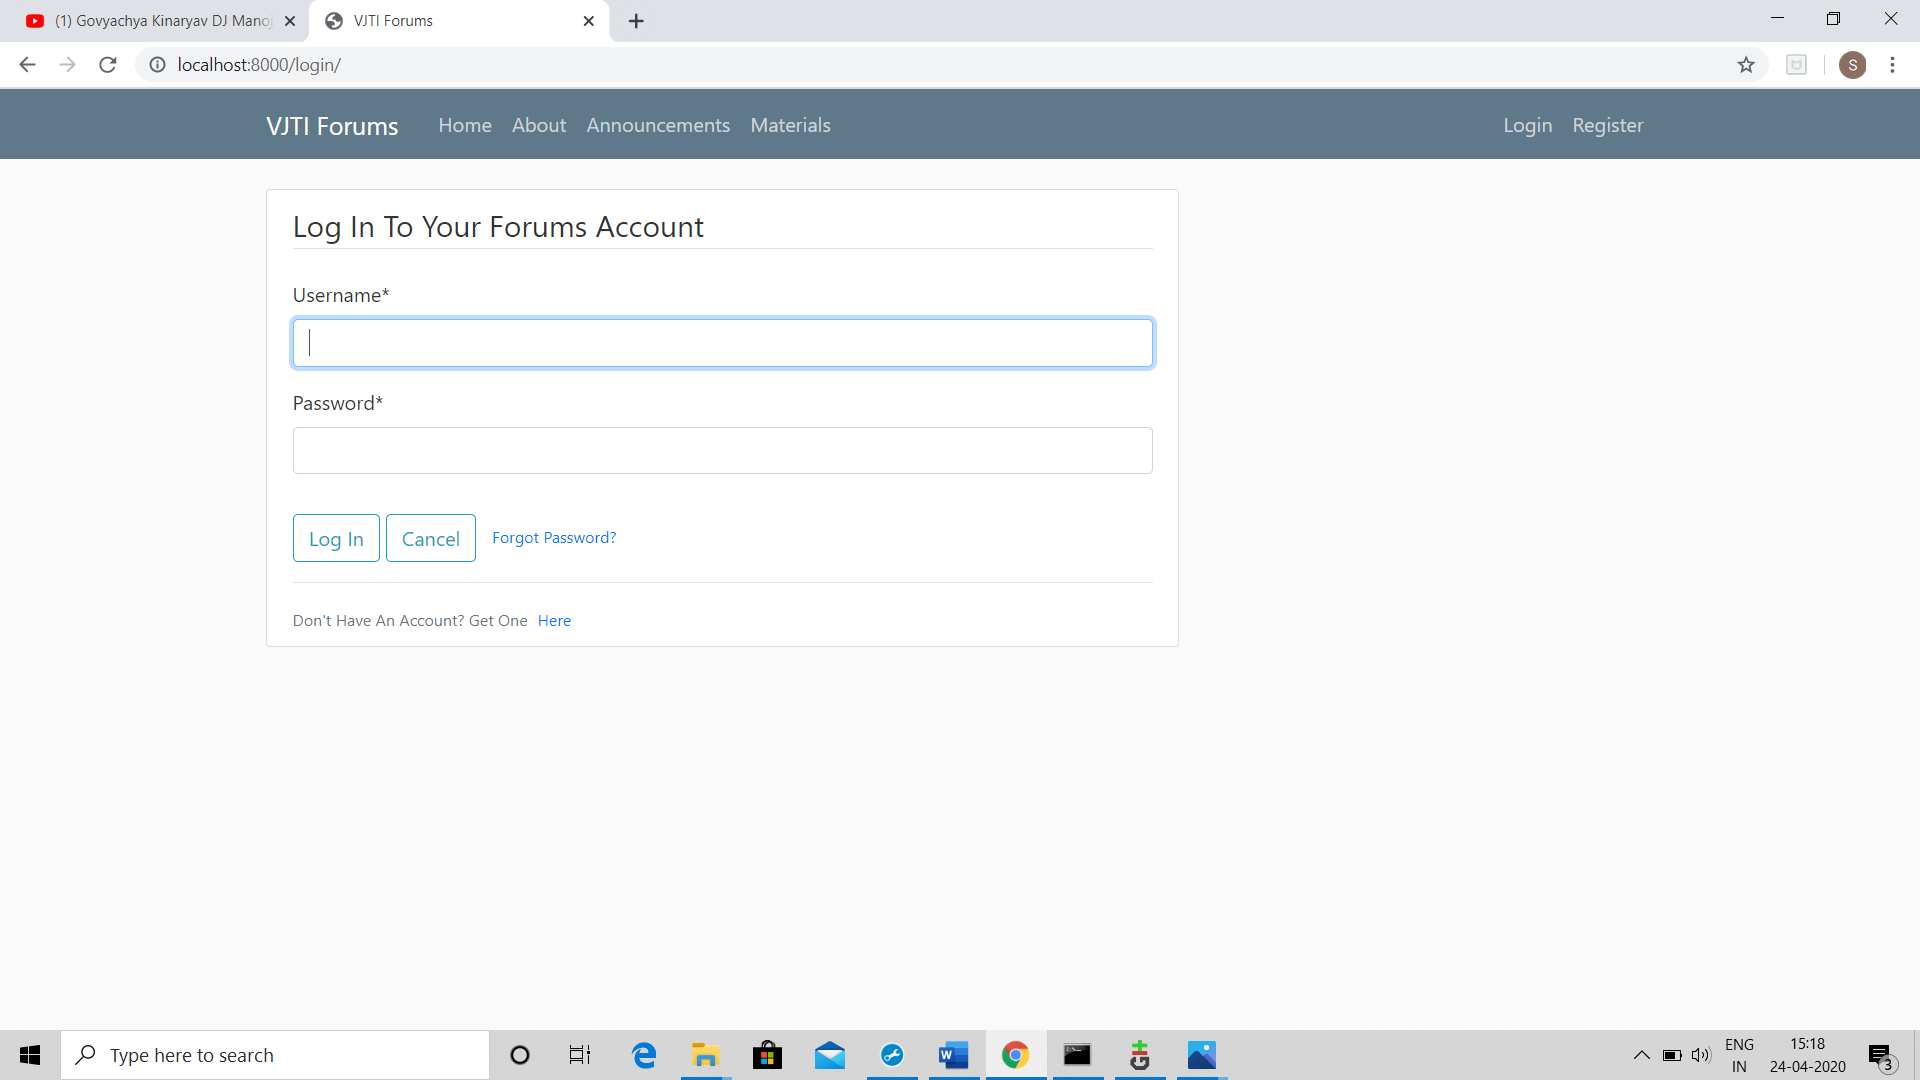 (1) Govyachya Kinaryav DJ Mano
VJTI Forums
localhost:8000/login/
S
VJTI Forums Home About Announcements Materials Login Register
Log In To Your Forums Account
Username*
Password*
Log In Cancel Forgot Password?
Don't Have An Account? Get One Here
Type here to search
ENG
IN
15:18
24-04-2020
3